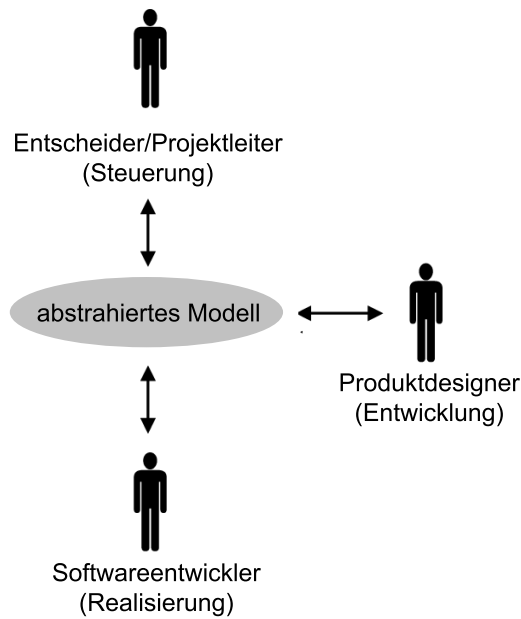 Entscheider/Projektleiter
(Steuerung)
abstrahiertes Modell
Produktdesigner
(Entwicklung)
Softwareentwickler
(Realisierung)